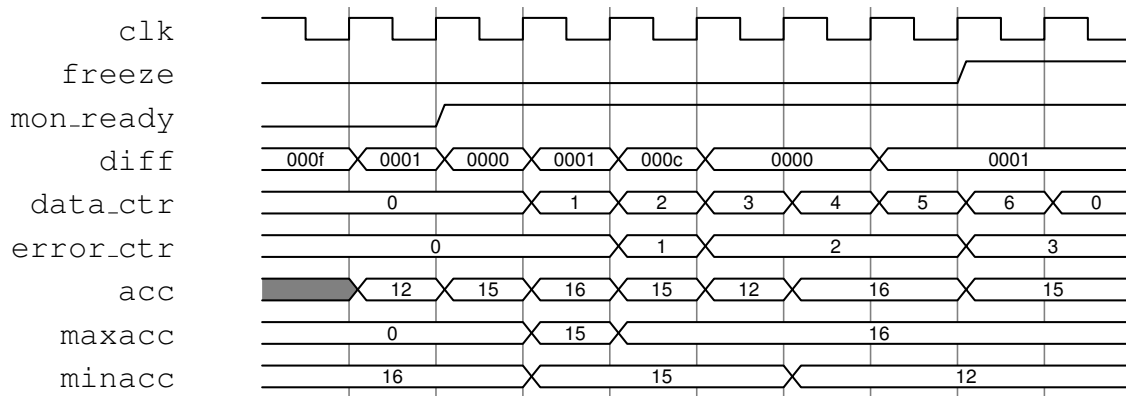 clk
freeze
mon_ready
diff 000f 0001 0000 0001 000c 0000 0001
data_ctr 0 1 2 3 4 5 6 0
error_ctr 0 1 2 3
acc 12 15 16 15 12 16 15
maxacc 0 15 16
minacc 16 15 12